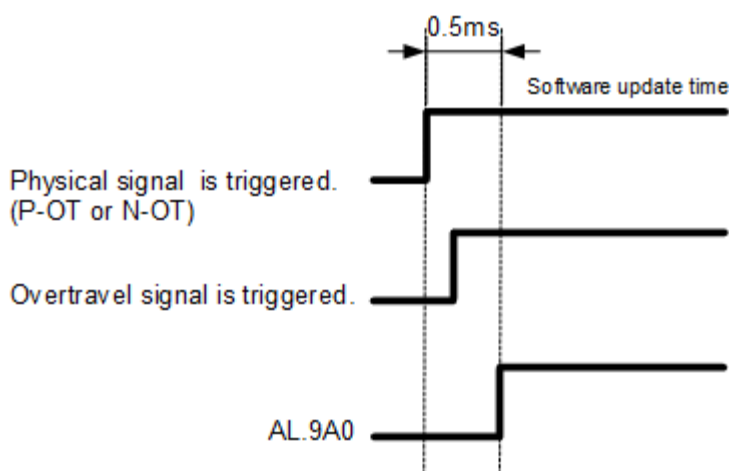 0.5ms
Software update time
Physical signal is triggered.
(P-OT or N-OT)
Overtravel signal is triggered.
AL.9A0